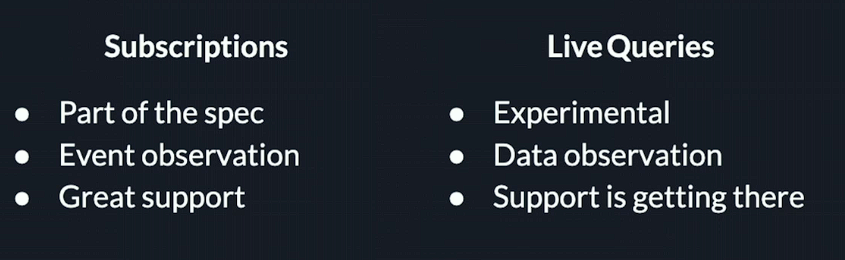 Subscriptions
● Part of the spec
● Event observation
● Great support
Live Queries
● Experimental
● Data observation
● Support is getting there